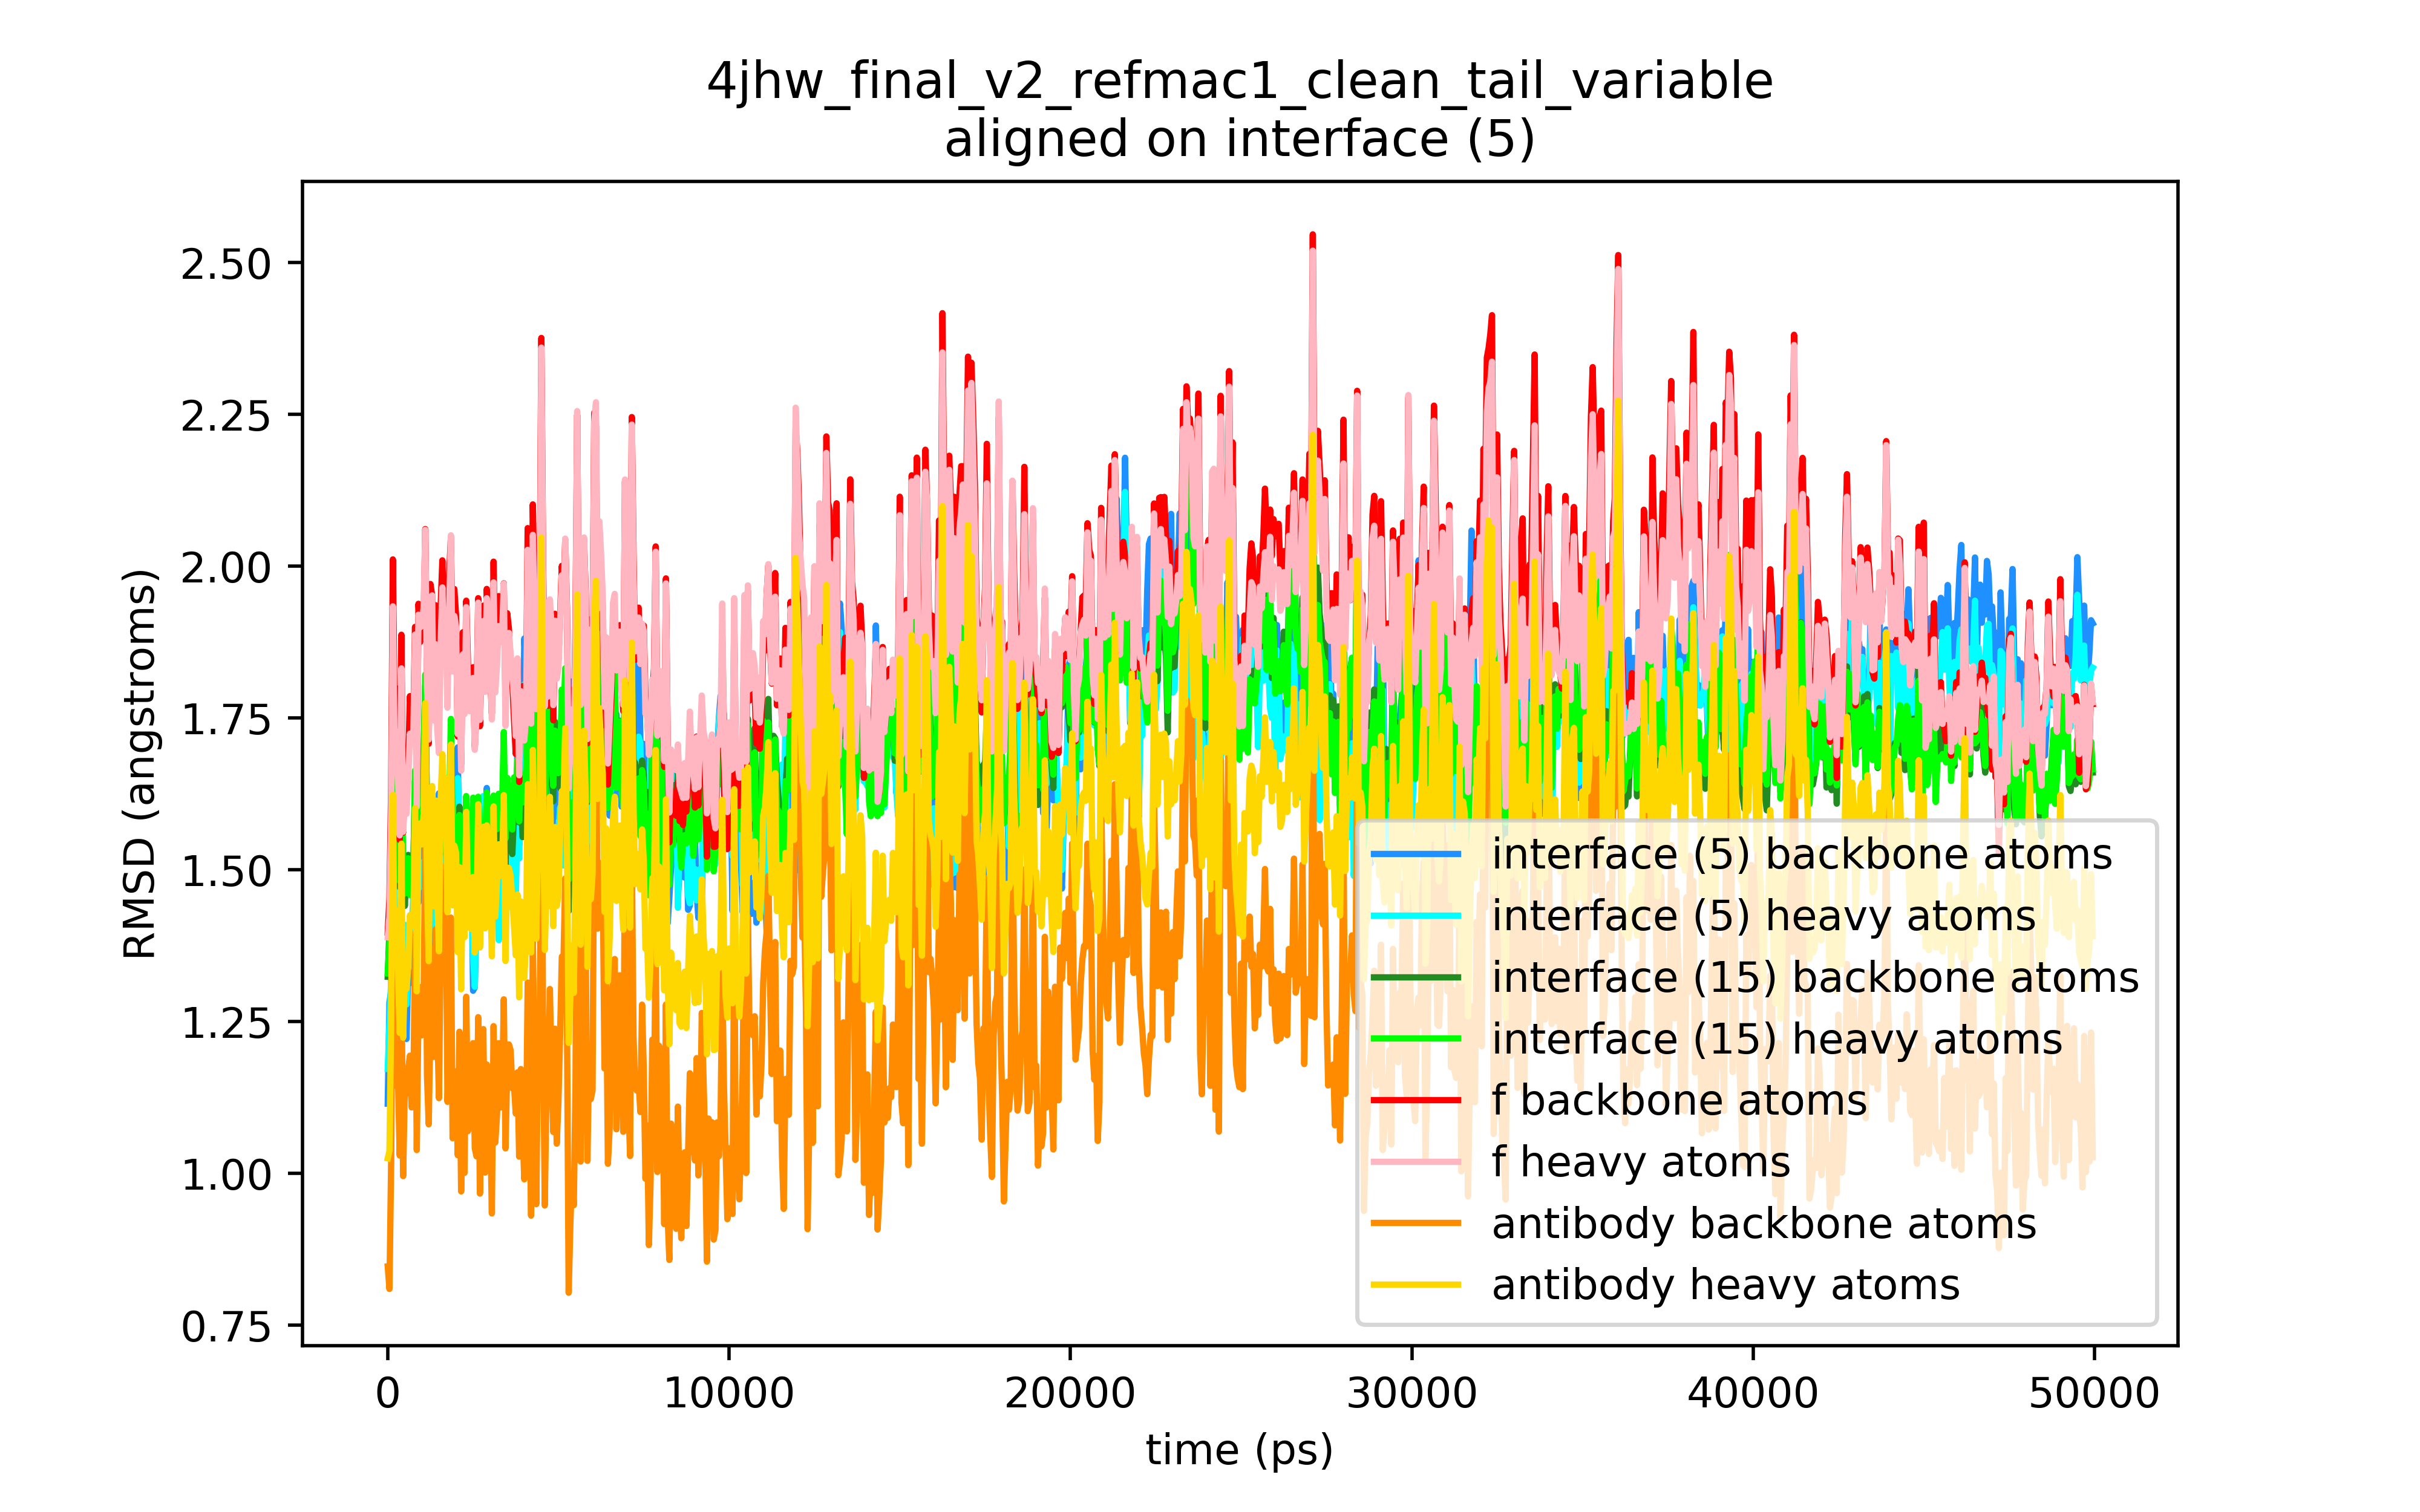 4jhw_final_v2_refmac1_clean_tail_variable
aligned on interface (5)
RMSD (angstroms)
2.50
2.25
2.00
1.75
1.50
1.25
1.00
0.75
interface (5) backbone atoms
interface (5) heavy atoms
interface (15) backbone atoms
interface (15) heavy atoms
f backbone atoms
f heavy atoms
antibody backbone atoms
antibody heavy atoms
0 10000 20000 30000 40000 50000
time (ps)